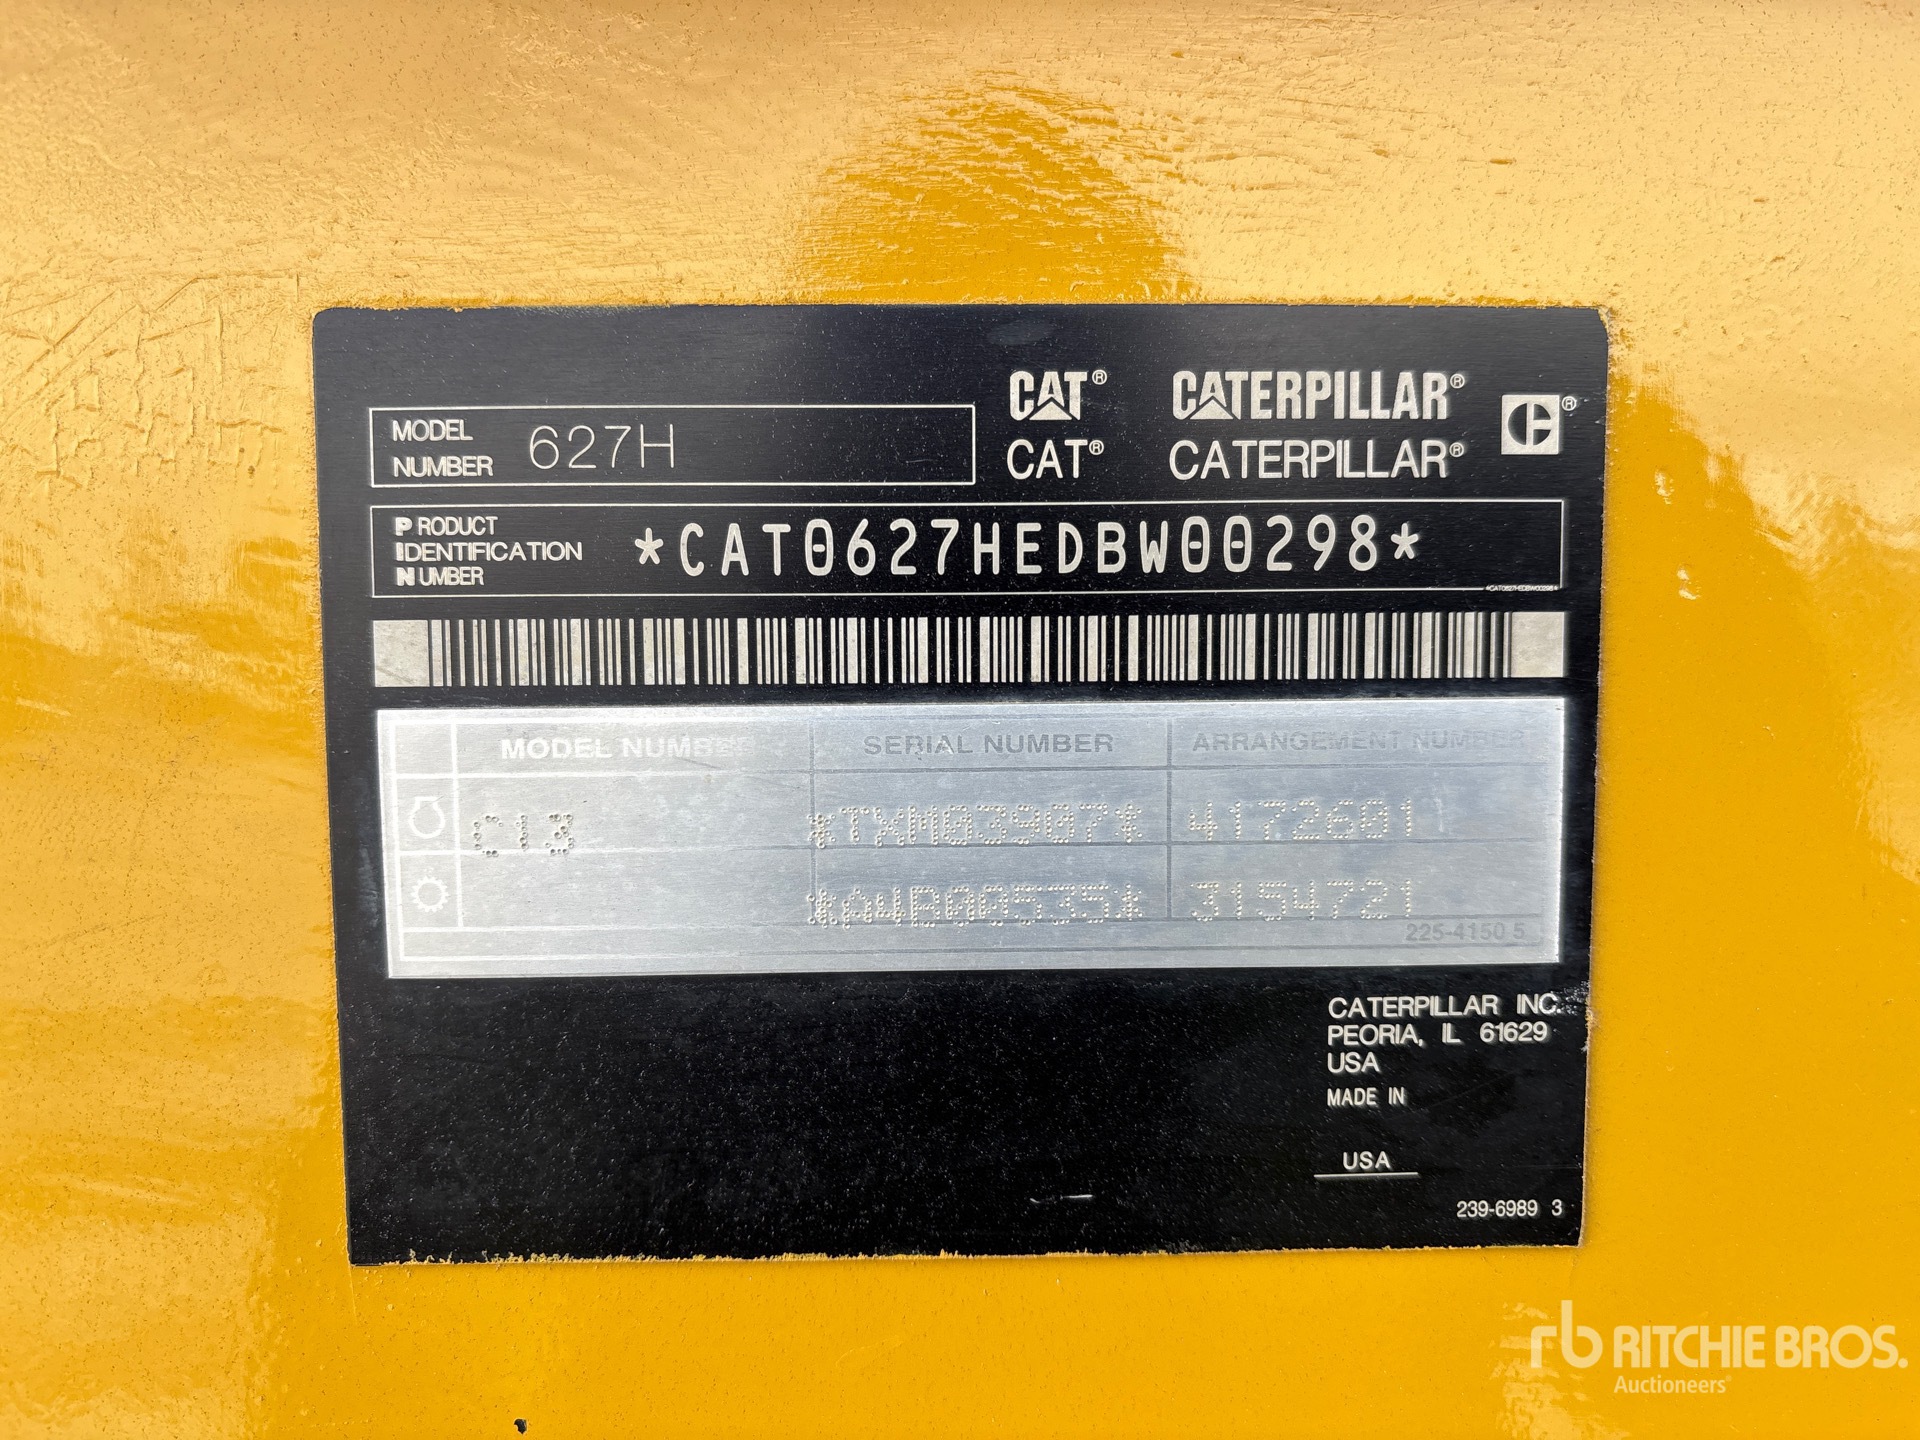 CAT® CATERPILLAR®
MODEL NUMBER 627H
CAT® CATERPILLAR®
PRODUCT IDENTIFICATION NUMBER *CAT0627HEDBW00298*
*CAT0627HEDBW00298*
MODEL NUMBER SERIAL NUMBER ARRANGEMENT NUMBER
C13 *TXM03907* 4172601
*A4B00535* 3154721
225-4150 5
CATERPILLAR INC.
PEORIA, IL 61629
USA
MADE IN
USA
239-6989 3
rb RITCHIE BROS.
Auctioneers